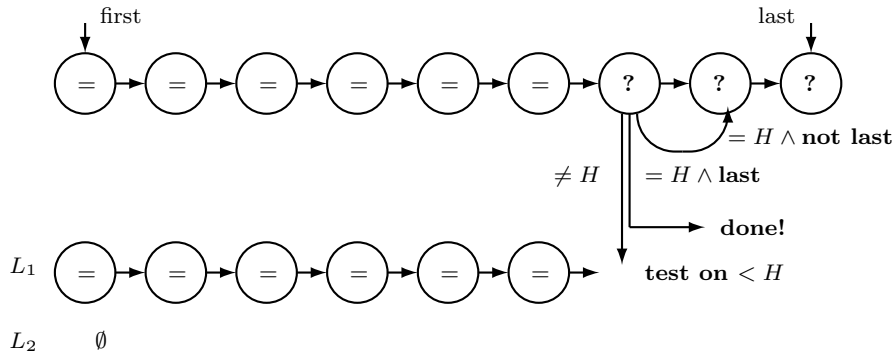 first last
= = = = = = ? ? ?
= H ∧ not last
≠ H = H ∧ last
done!
L₁ = = = = = = test on < H
L₂ ∅